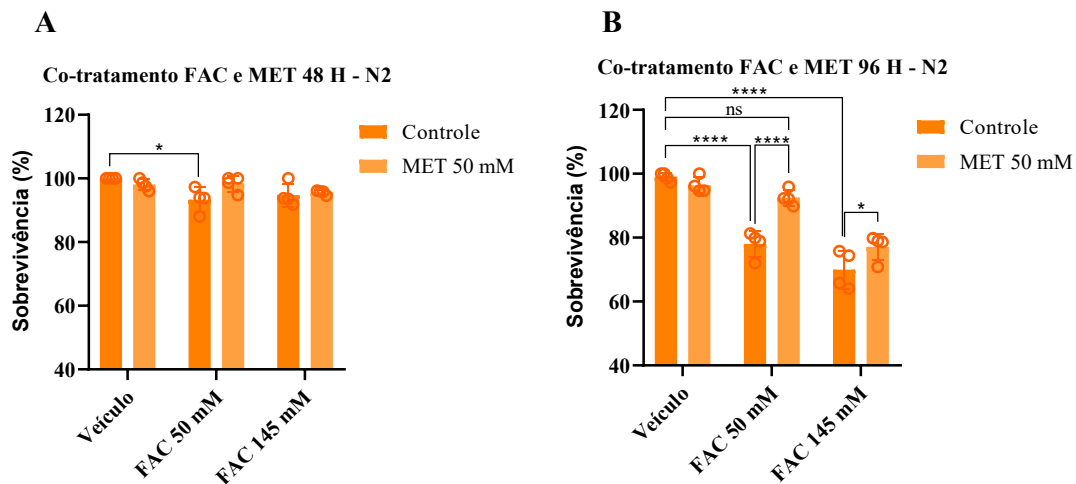 A
Co-tratamento FAC e MET 48 H - N2
Sobrevivência (%)
120
100
80
60
40
*
Controle
MET 50 mM
Veículo
FAC 50 mM
FAC 145 mM
B
Co-tratamento FAC e MET 96 H - N2
Sobrevivência (%)
120
100
80
60
40
****
ns
**** ****
*
Controle
MET 50 mM
Veículo
FAC 50 mM
FAC 145 mM